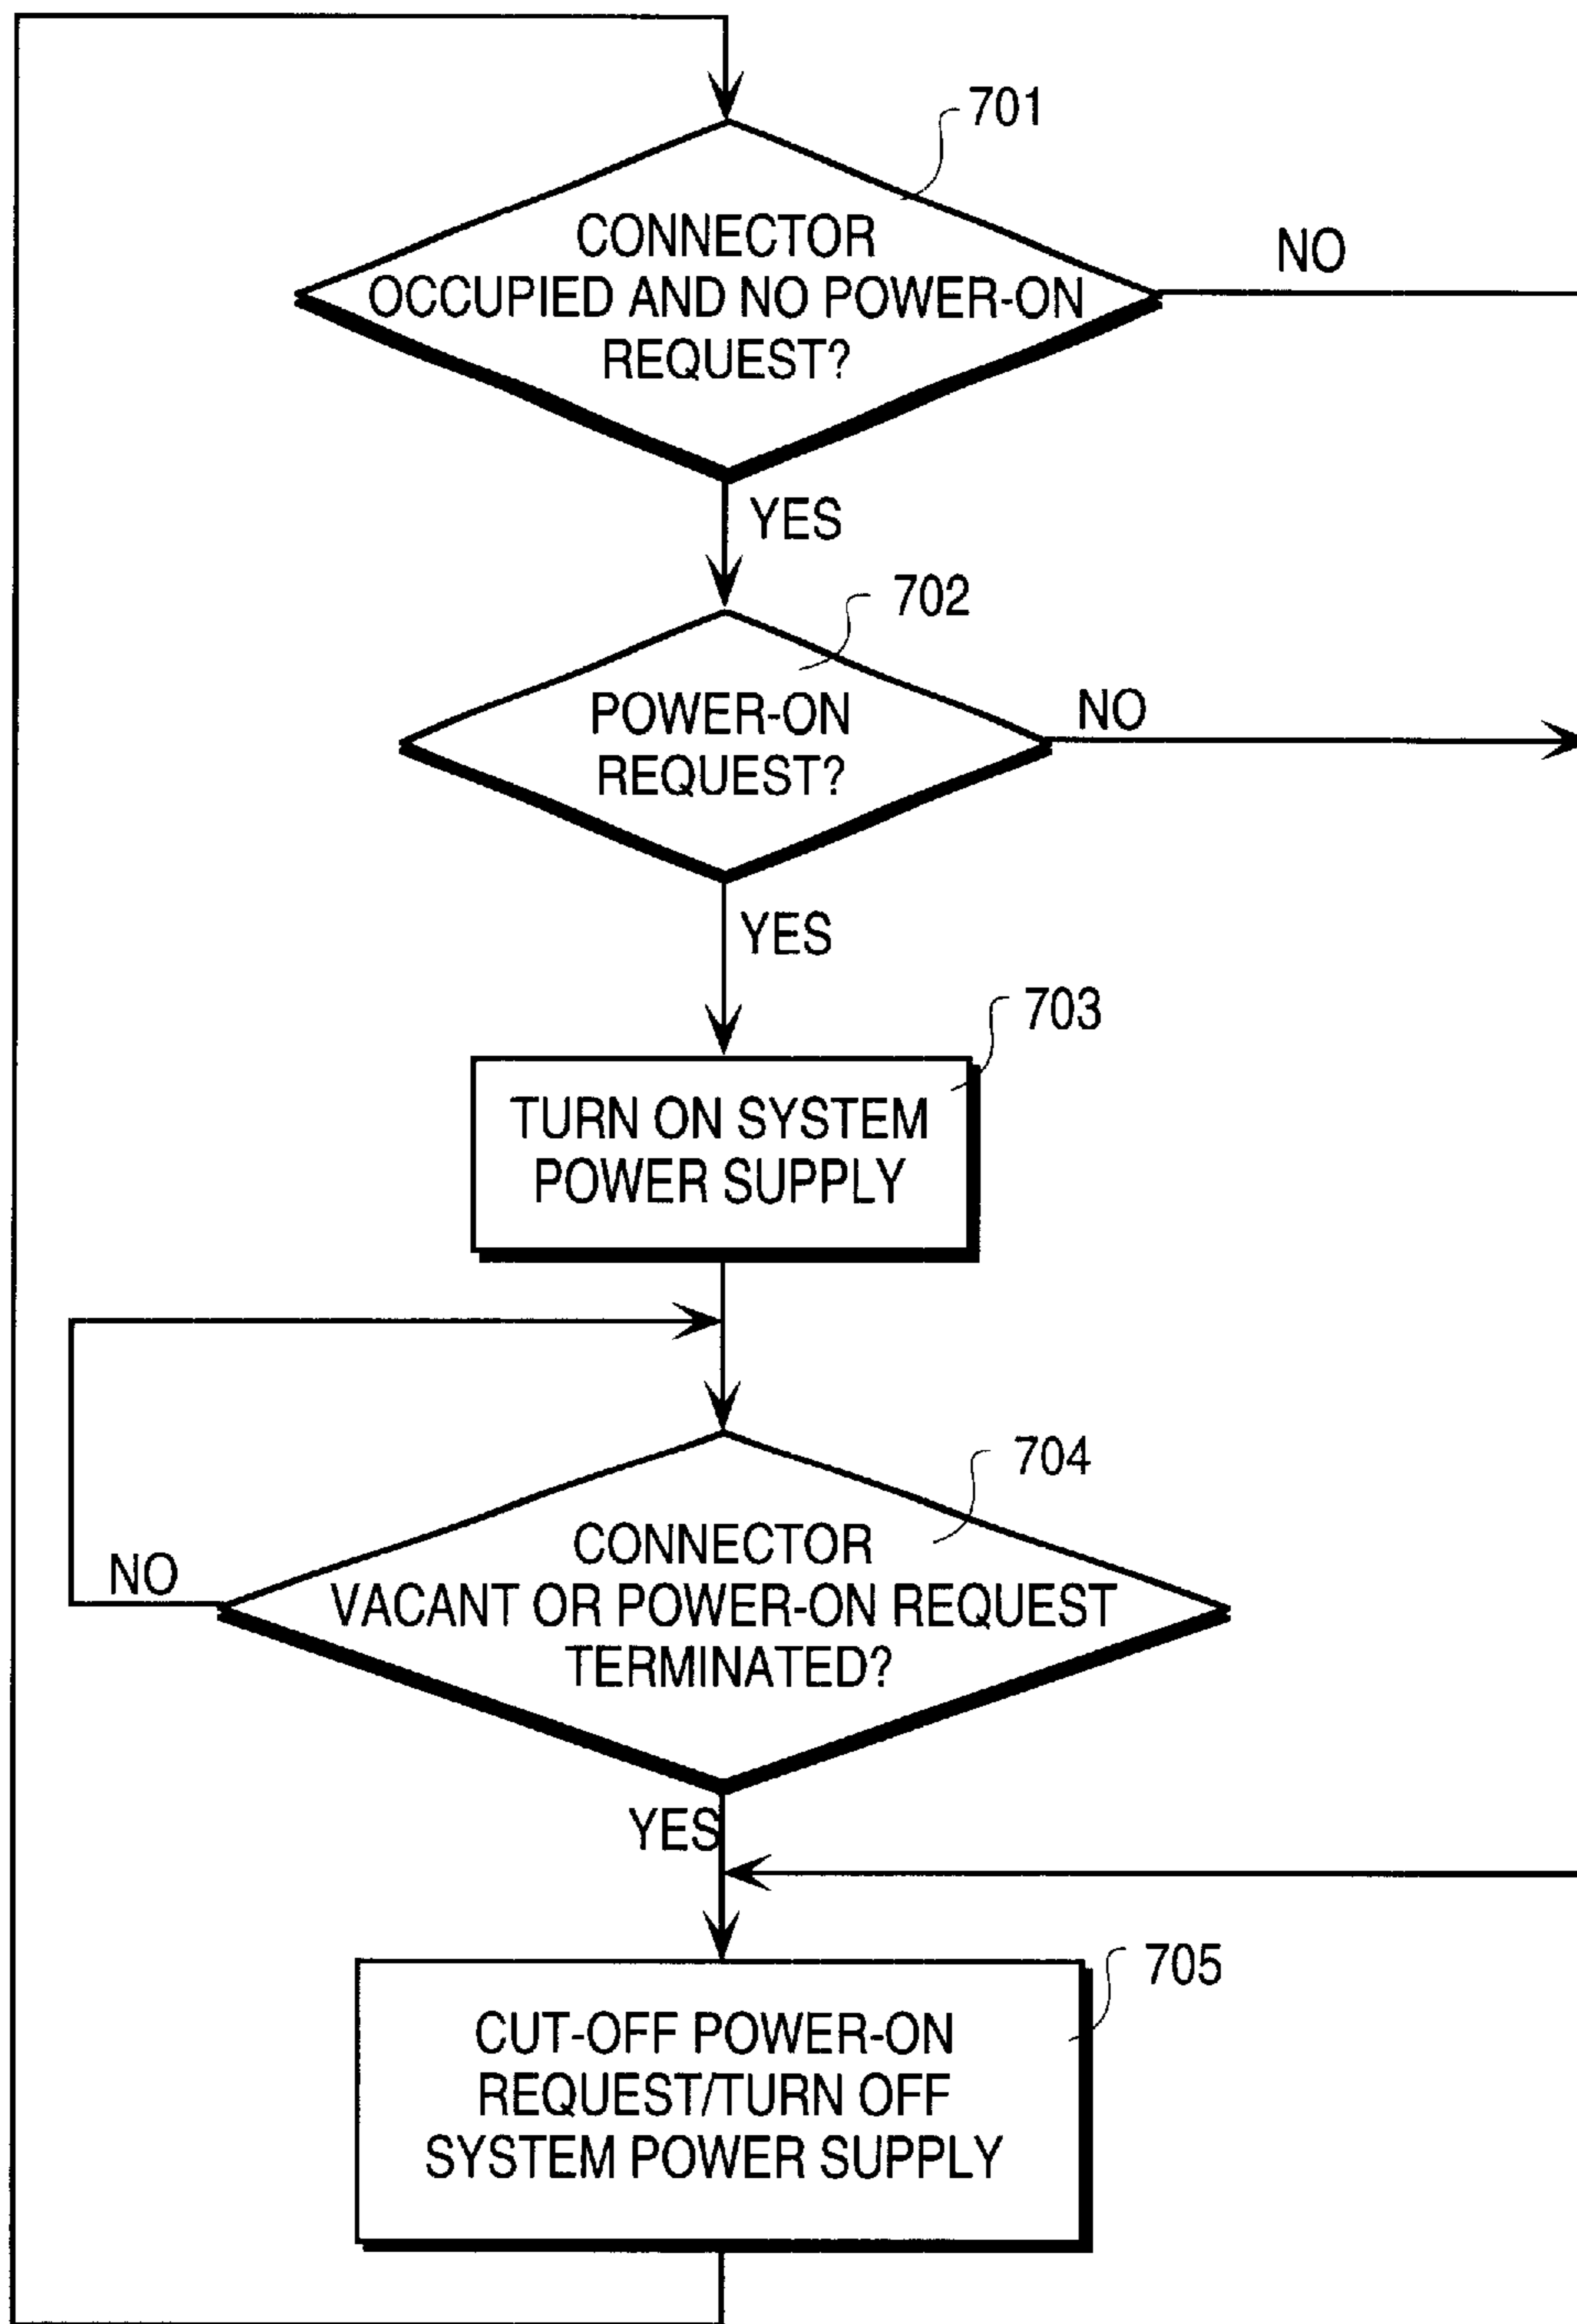 701
CONNECTOR
OCCUPIED AND NO POWER-ON
REQUEST?
NO
YES
702
POWER-ON
REQUEST?
NO
YES
703
TURN ON SYSTEM
POWER SUPPLY
704
CONNECTOR
VACANT OR POWER-ON REQUEST
TERMINATED?
NO
YES
705
CUT-OFF POWER-ON
REQUEST/TURN OFF
SYSTEM POWER SUPPLY